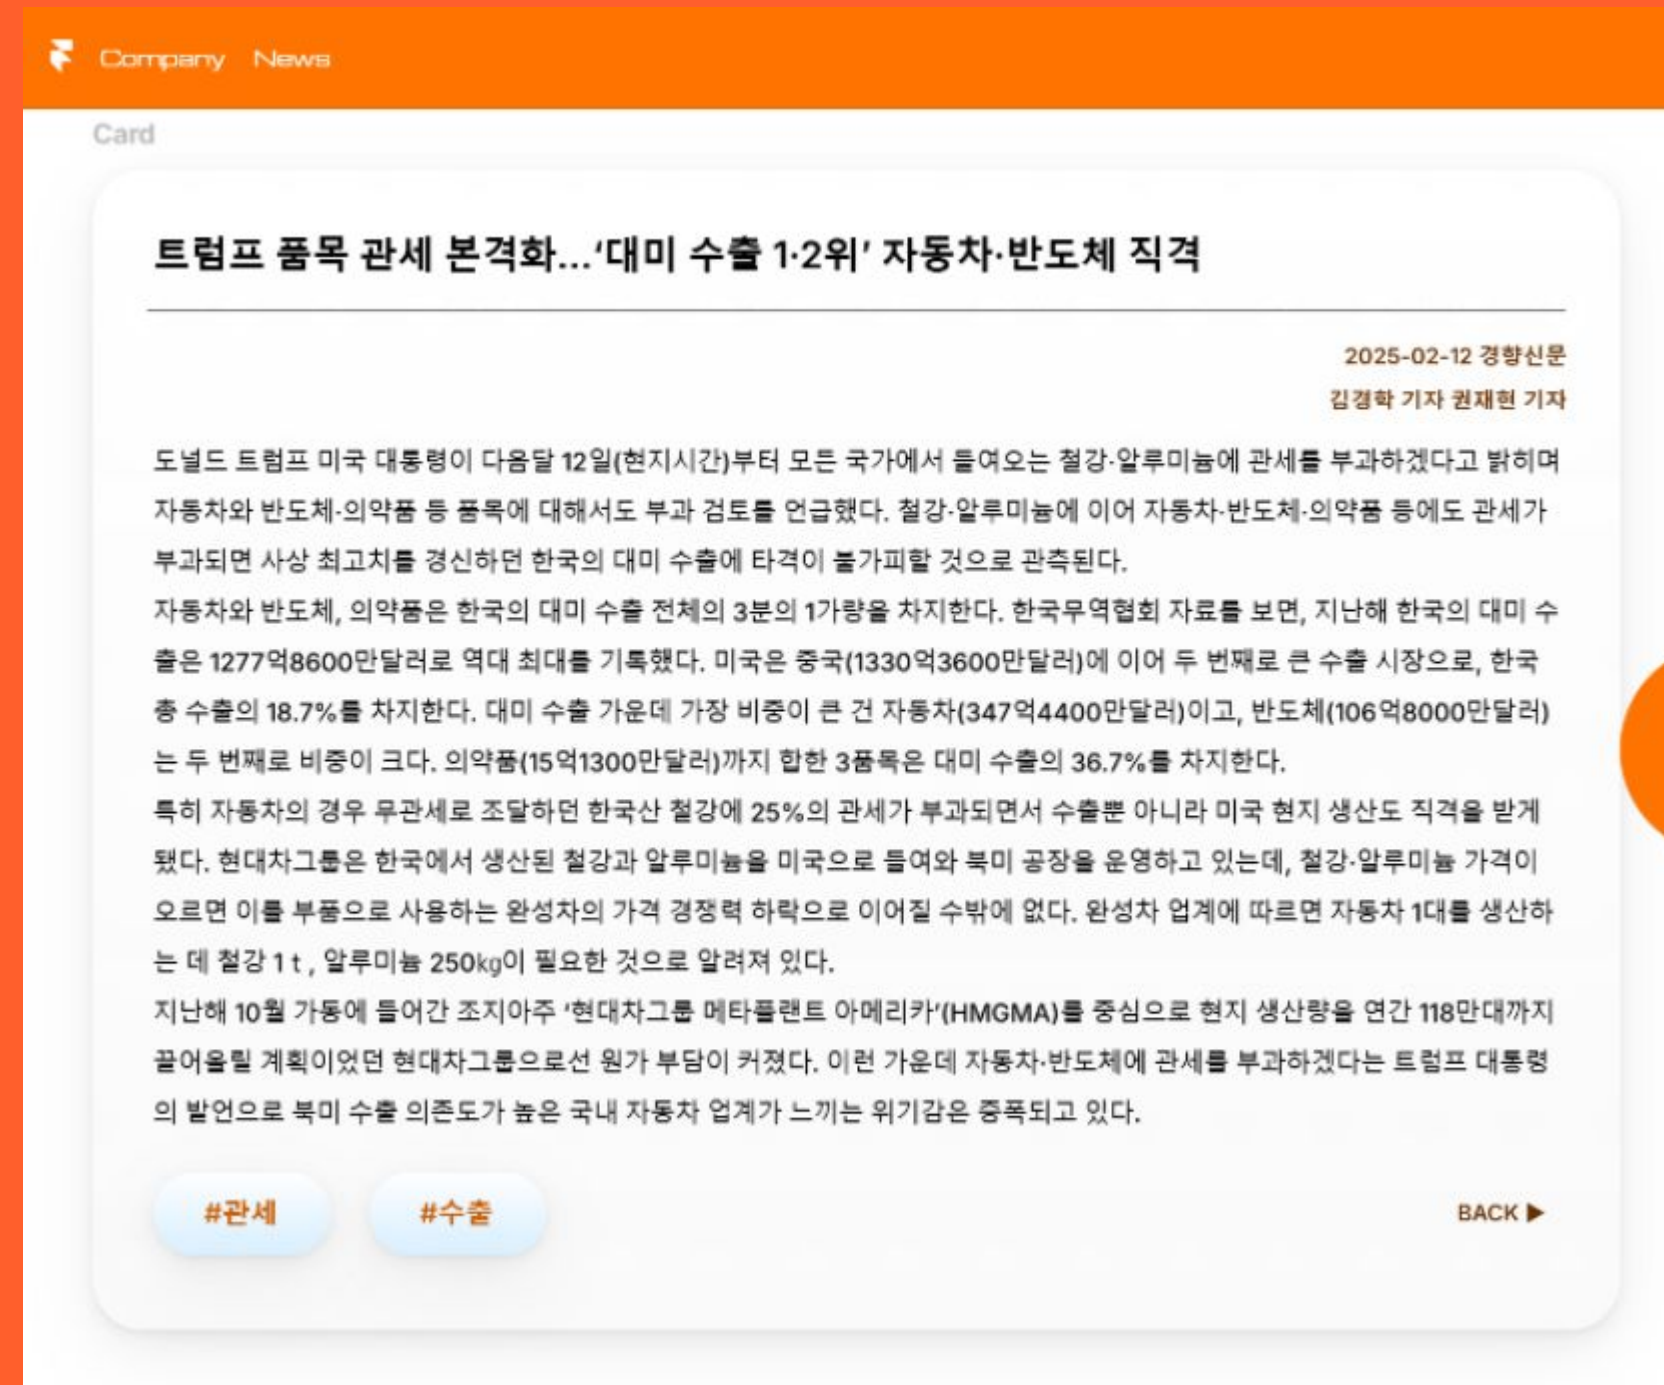 Company News
Card
트럼프 품목 관세 본격화...‘대미 수출 1·2위’ 자동차·반도체 직격
2025-02-12 경향신문
김경학 기자 권재현 기자
도널드 트럼프 미국 대통령이 다음달 12일(현지시간)부터 모든 국가에서 들여오는 철강·알루미늄에 관세를 부과하겠다고 밝히며
자동차와 반도체·의약품 등 품목에 대해서도 부과 검토를 언급했다. 철강·알루미늄에 이어 자동차·반도체·의약품 등에도 관세가
부과되면 사상 최고치를 경신하던 한국의 대미 수출에 타격이 불가피할 것으로 관측된다.
자동차와 반도체, 의약품은 한국의 대미 수출 전체의 3분의 1가량을 차지한다. 한국무역협회 자료를 보면, 지난해 한국의 대미 수
출은 1277억8600만달러로 역대 최대를 기록했다. 미국은 중국(1330억3600만달러)에 이어 두 번째로 큰 수출 시장으로, 한국
총 수출의 18.7%를 차지한다. 대미 수출 가운데 가장 비중이 큰 건 자동차(347억4400만달러)이고, 반도체(106억8000만달러)
는 두 번째로 비중이 크다. 의약품(15억1300만달러)까지 합한 3품목은 대미 수출의 36.7%를 차지한다.
특히 자동차의 경우 무관세로 조달하던 한국산 철강에 25%의 관세가 부과되면서 수출뿐 아니라 미국 현지 생산도 직격을 받게
됐다. 현대차그룹은 한국에서 생산된 철강과 알루미늄을 미국으로 들여와 북미 공장을 운영하고 있는데, 철강·알루미늄 가격이
오르면 이를 부품으로 사용하는 완성차의 가격 경쟁력 하락으로 이어질 수밖에 없다. 완성차 업계에 따르면 자동차 1대를 생산하
는 데 철강 1ｔ, 알루미늄 250㎏이 필요한 것으로 알려져 있다.
지난해 10월 가동에 들어간 조지아주 ‘현대차그룹 메타플랜트 아메리카’(HMGMA)를 중심으로 현지 생산량을 연간 118만대까지
끌어올릴 계획이었던 현대차그룹으로선 원가 부담이 커졌다. 이런 가운데 자동차·반도체에 관세를 부과하겠다는 트럼프 대통령
의 발언으로 북미 수출 의존도가 높은 국내 자동차 업계가 느끼는 위기감은 증폭되고 있다.
#관세 #수출 BACK ▶